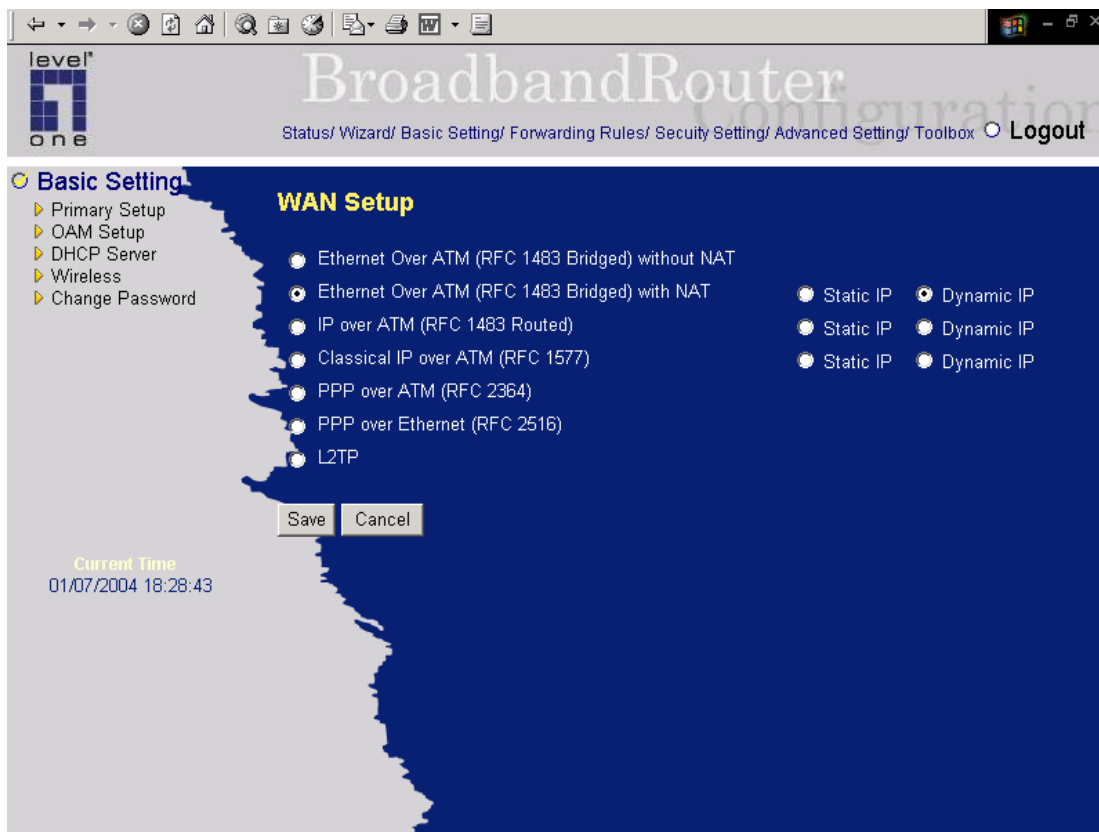 level
one
BroadbandRouter
Configuration
Status/ Wizard/ Basic Setting/ Forwarding Rules/ Secuity Setting/ Advanced Setting/ Toolbox Logout
Basic Setting
Primary Setup
OAM Setup
DHCP Server
Wireless
Change Password
WAN Setup
Ethernet Over ATM (RFC 1483 Bridged) without NAT
Ethernet Over ATM (RFC 1483 Bridged) with NAT Static IP Dynamic IP
IP over ATM (RFC 1483 Routed) Static IP Dynamic IP
Classical IP over ATM (RFC 1577) Static IP Dynamic IP
PPP over ATM (RFC 2364)
PPP over Ethernet (RFC 2516)
L2TP
Save Cancel
Current Time
01/07/2004 18:28:43